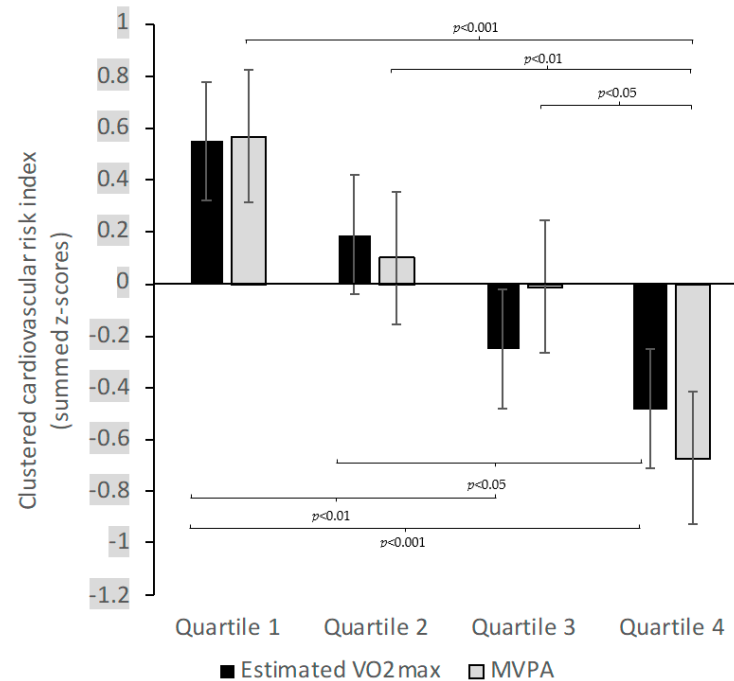 1
p<0.001
0.8
p<0.01
p<0.05
0.6
0.4
0.2
0
-0.2
-0.4
-0.6
-0.8
-1
-1.2
Clustered cardiovascular risk index
(summed z-scores)
p<0.05
p<0.01
p<0.001
Quartile 1 Quartile 2 Quartile 3 Quartile 4
Estimated VO2max MVPA